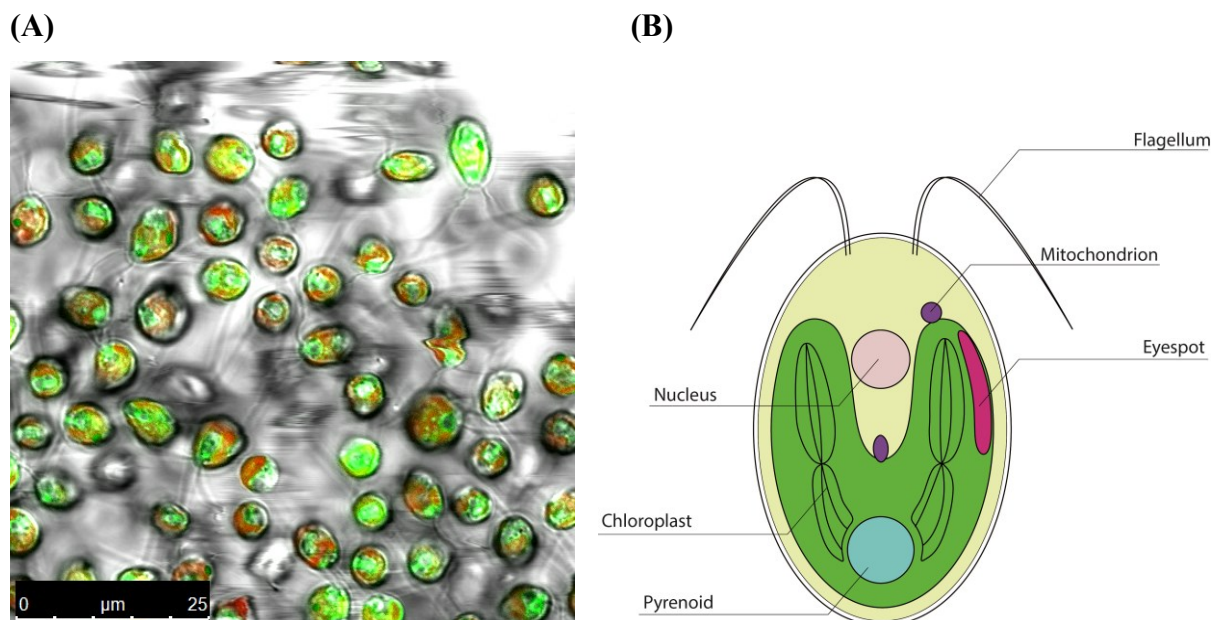 (A)
(B)
Flagellum
Mitochondrion
Eyespot
Nucleus
Chloroplast
Pyrenoid
0 µm 25